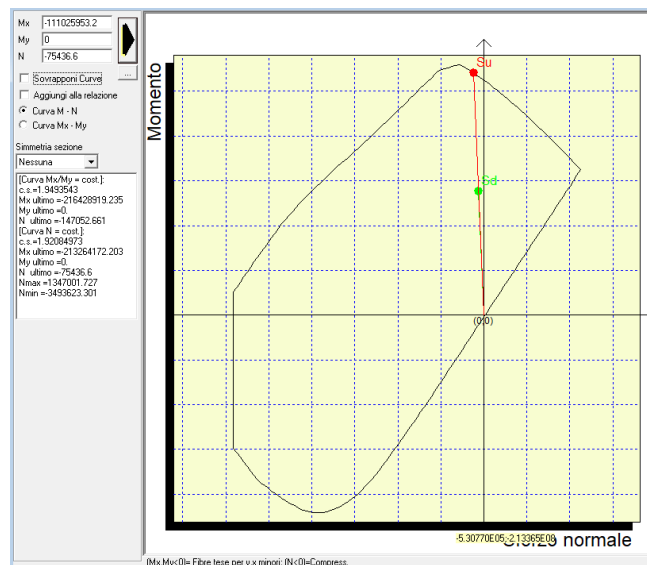 Mx -111025953.2
My 0
N -75436.6
...
Sovrapponi Curve
Aggiungi alla relazione
Curva M - N
Curva Mx - My
Simmetria sezione
Nessuna
[Curva Mx/My = cost.]:
c.s.=1.9493543
Mx ultimo =-216428919.235
My ultimo =0.
N ultimo =-147052.661
[Curva N = cost.]:
c.s.=1.92084973
Mx ultimo =-213264172.203
My ultimo =0.
N ultimo =-75436.6
Nmax =1347001.727
Nmin =-3493623.301
Momento
Su
Sd
(0;0)
Sforzo normale
-5.30770E05;-2.13365E08
(Mx,My<0)= Fibre tese per y,x minori; (N<0)=Compress.